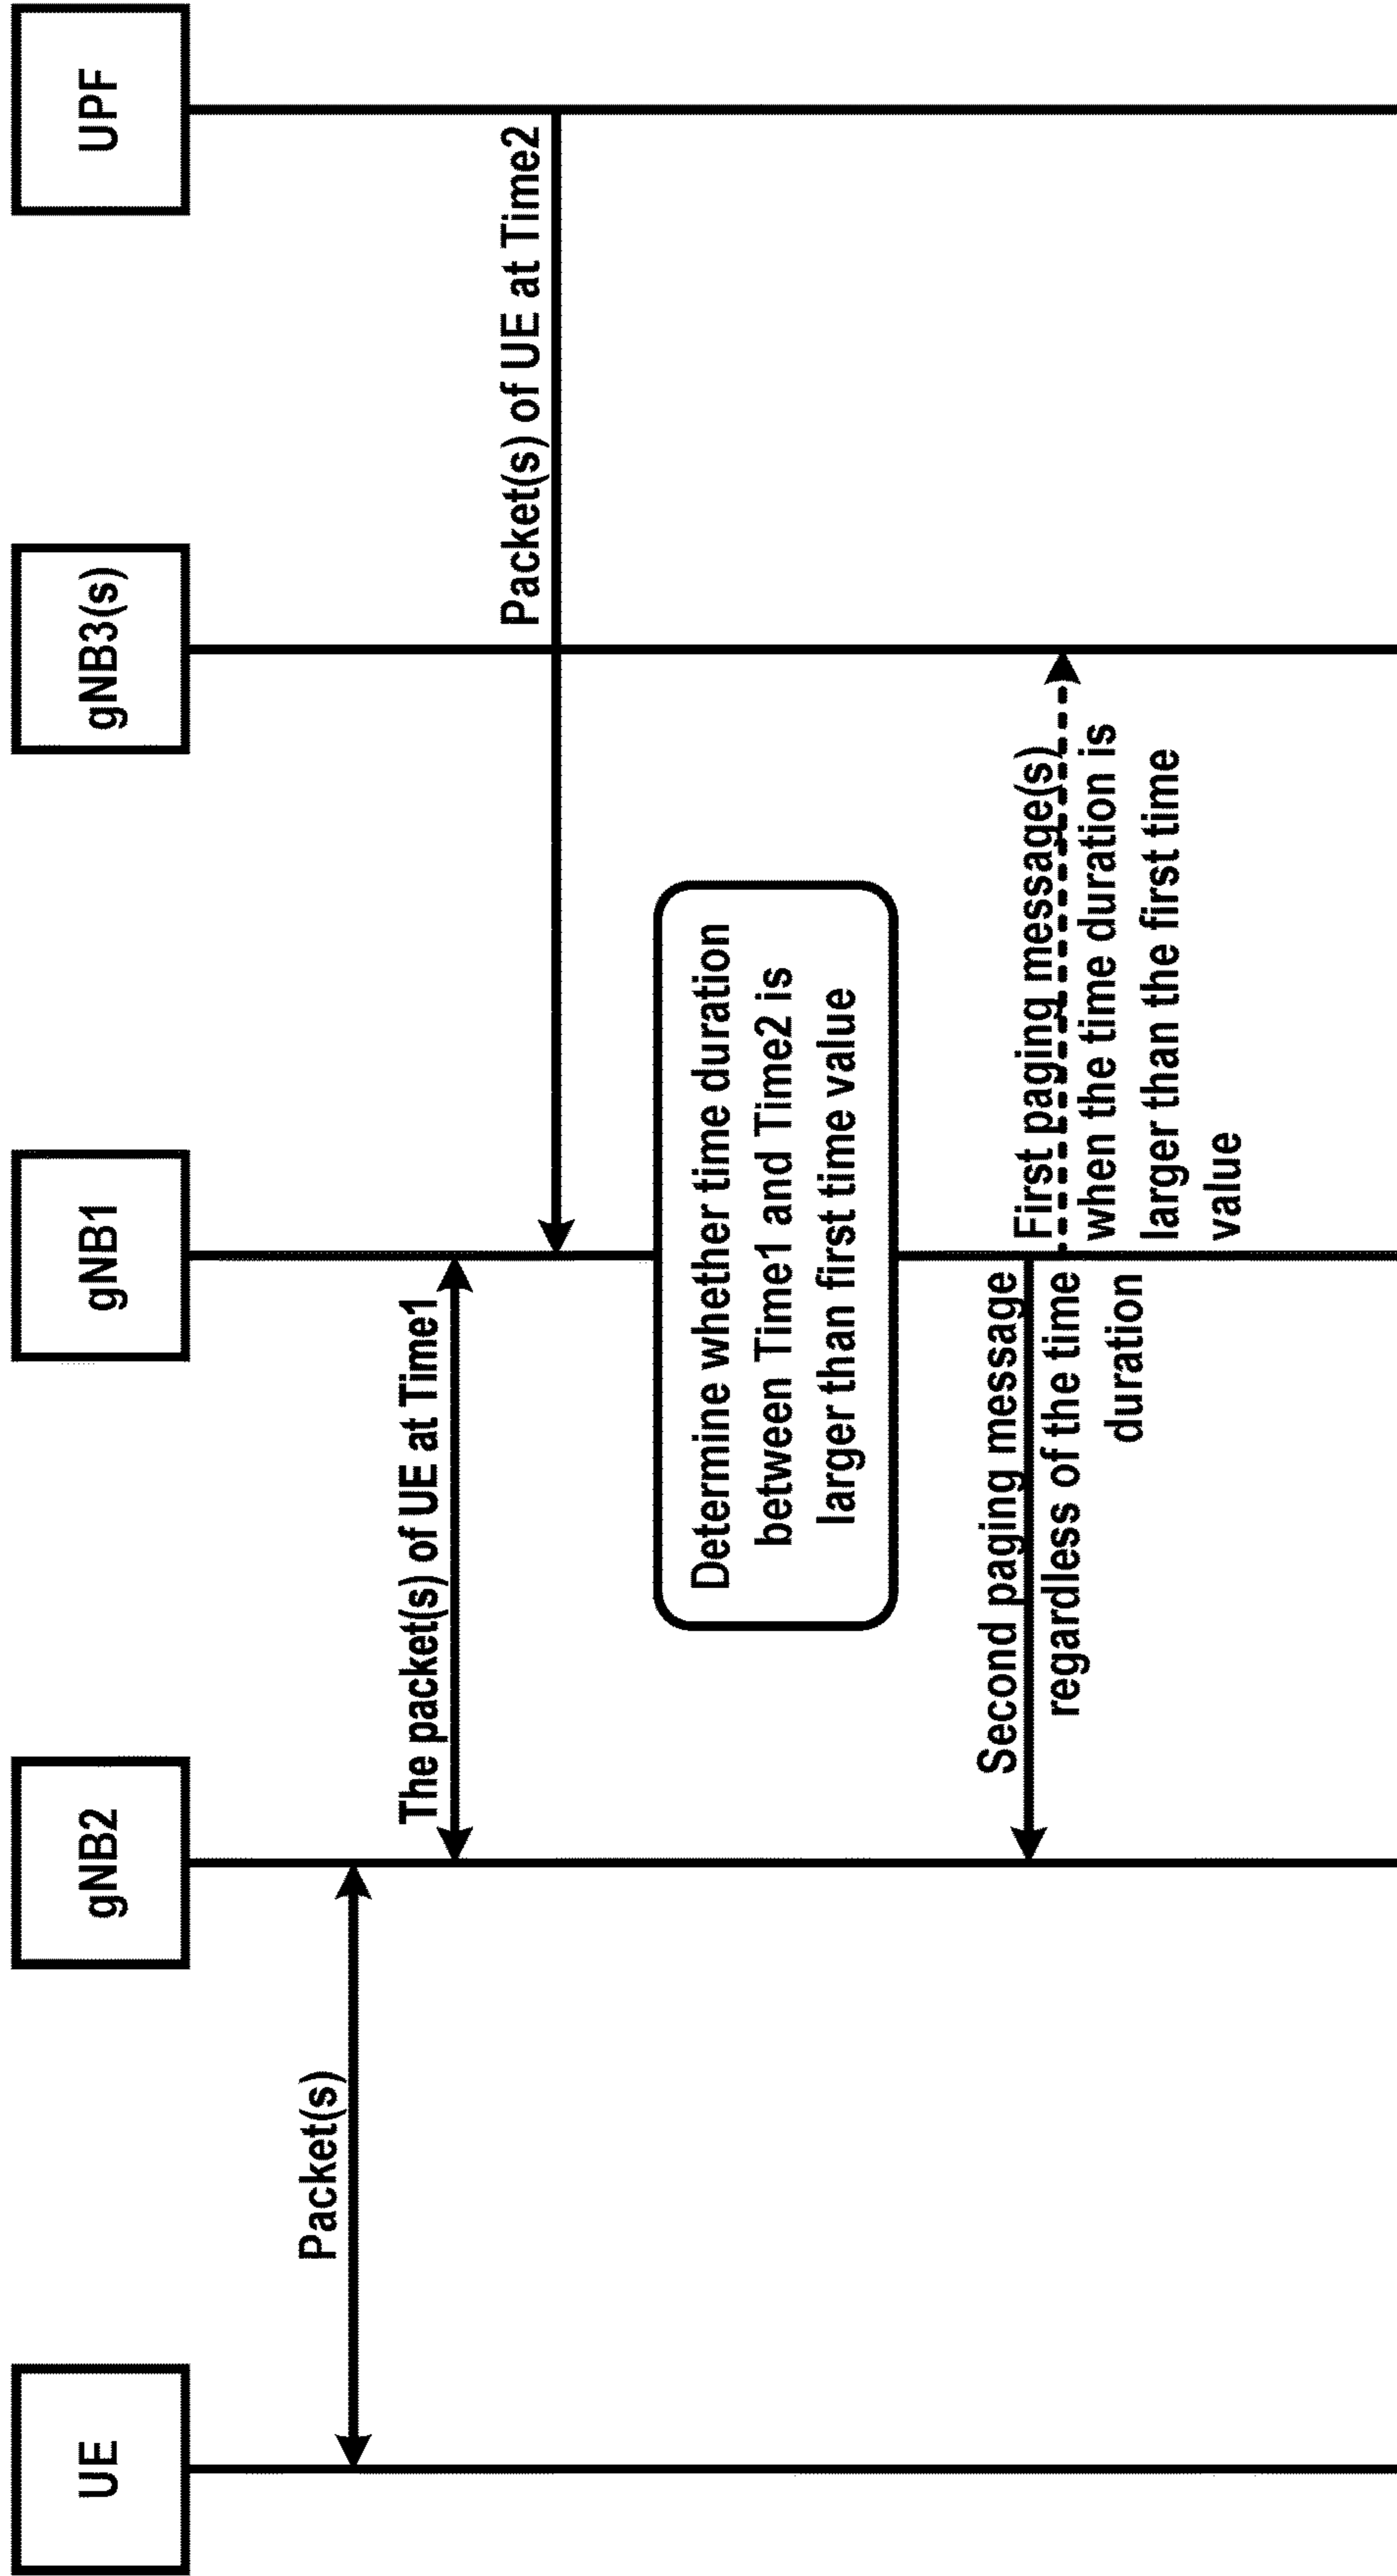 UE
gNB2
gNB1
gNB3(s)
UPF
Packet(s)
The packet(s) of UE at Time1
Packet(s) of UE at Time2
Determine whether time duration
between Time1 and Time2 is
larger than first time value
Second paging message
regardless of the time
duration
First paging message(s)
when the time duration is
larger than the first time
value